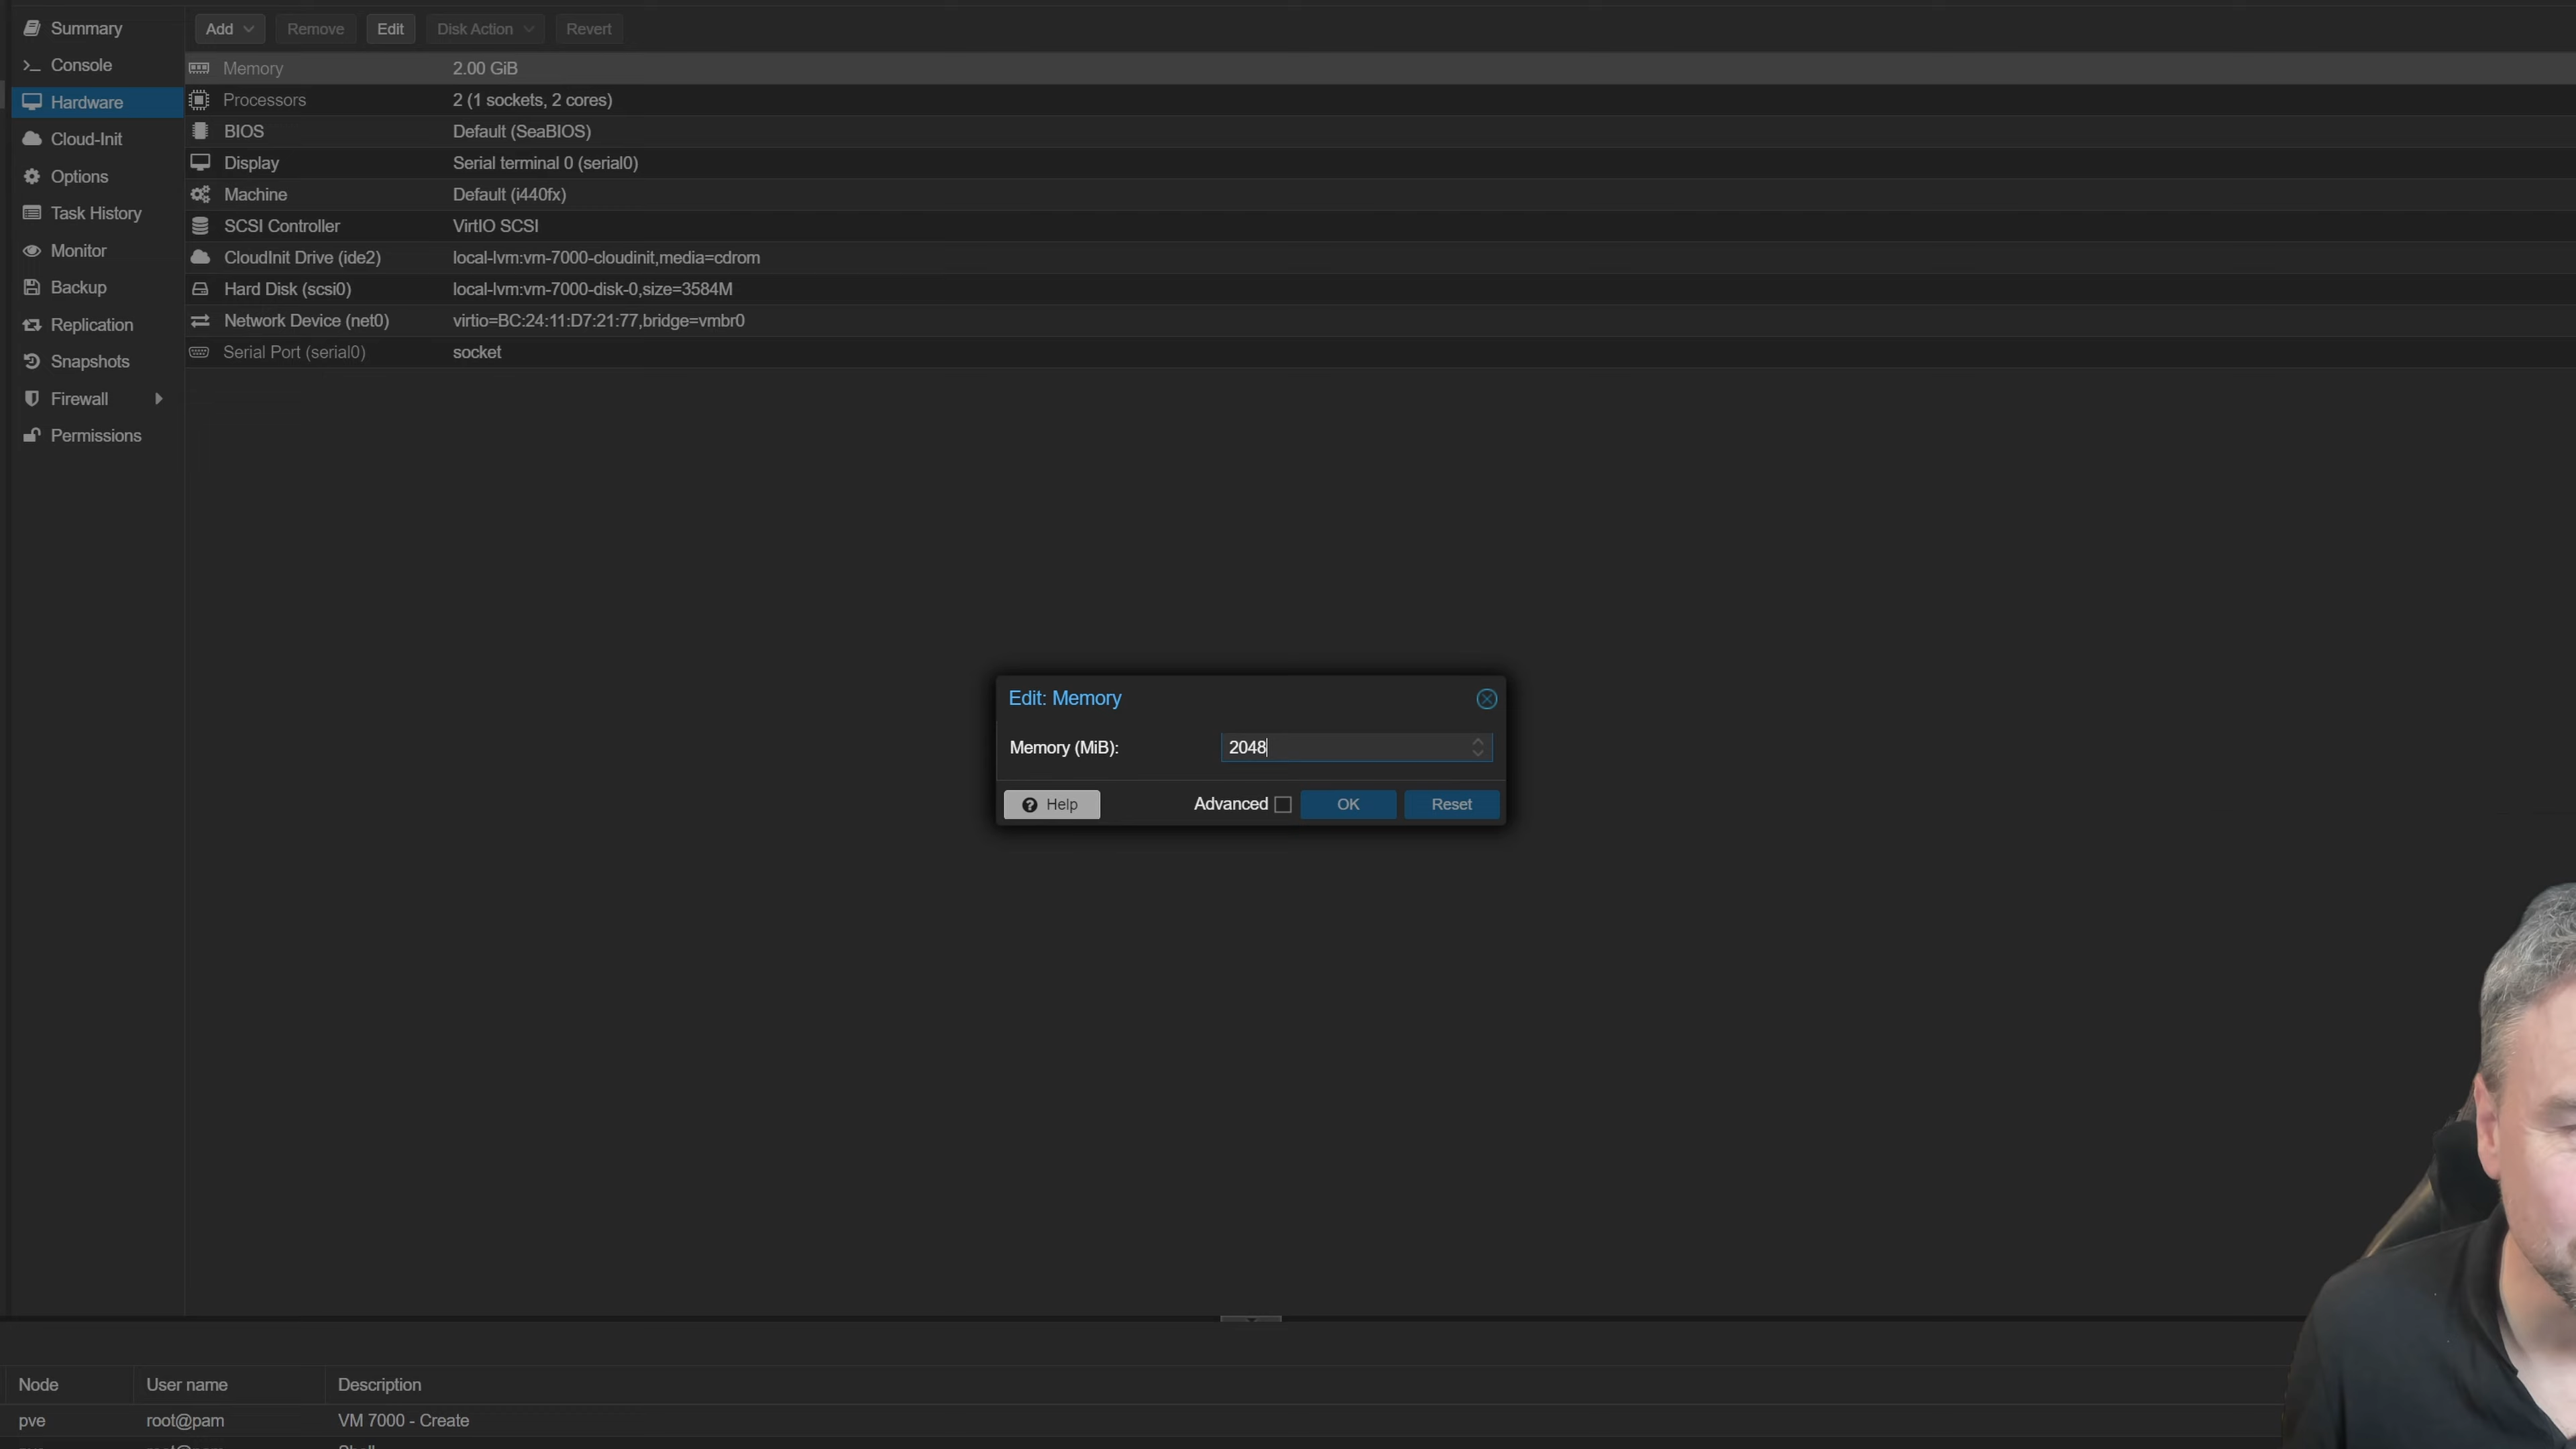 Summary
Console
Hardware
Cloud-Init
Options
Task History
Monitor
Backup
Replication
Snapshots
Firewall
Permissions
Add Remove Edit Disk Action Revert
Memory 2.00 GiB
Processors 2 (1 sockets, 2 cores)
BIOS Default (SeaBIOS)
Display Serial terminal 0 (serial0)
Machine Default (i440fx)
SCSI Controller VirtIO SCSI
CloudInit Drive (ide2) local-lvm:vm-7000-cloudinit,media=cdrom
Hard Disk (scsi0) local-lvm:vm-7000-disk-0,size=3584M
Network Device (net0) virtio=BC:24:11:D7:21:77,bridge=vmbr0
Serial Port (serial0) socket
Edit: Memory
Memory (MiB): 2048
Help Advanced OK Reset
Node User name Description
pve root@pam VM 7000 - Create